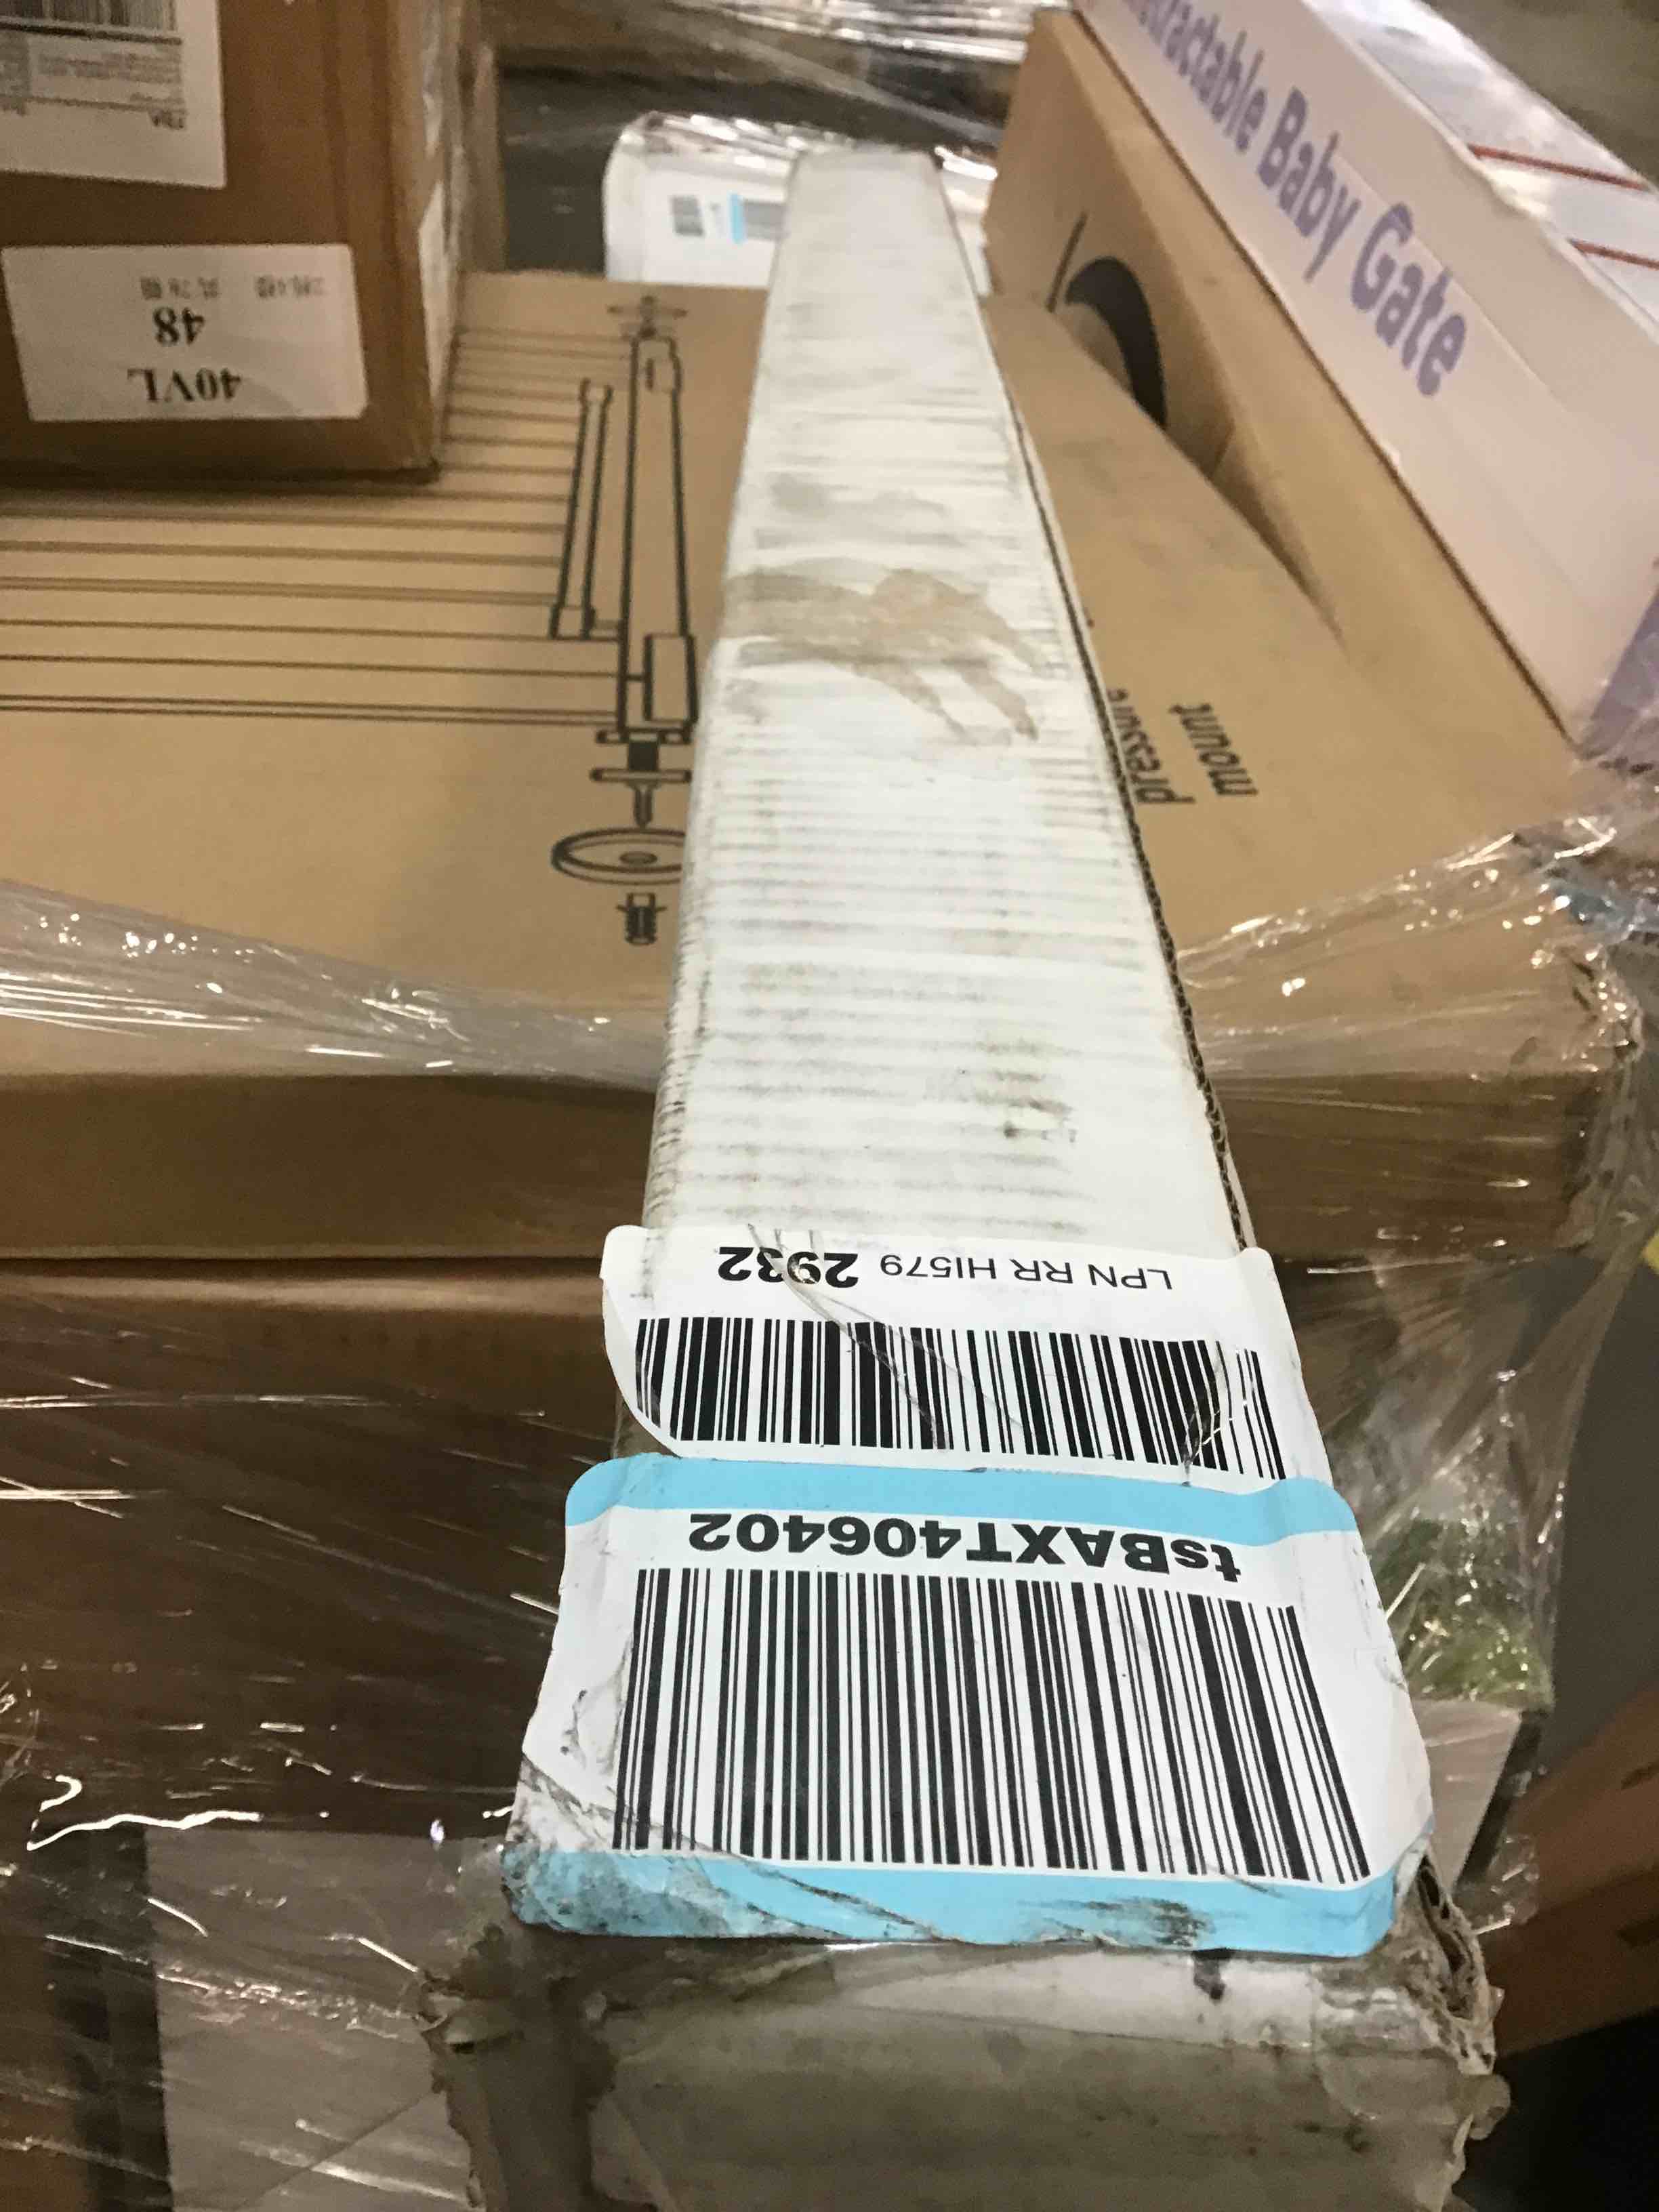 Retractable Baby Gate
40VL
48
pressure
mount
LPN RR HI579 2932
tsBAXT406402